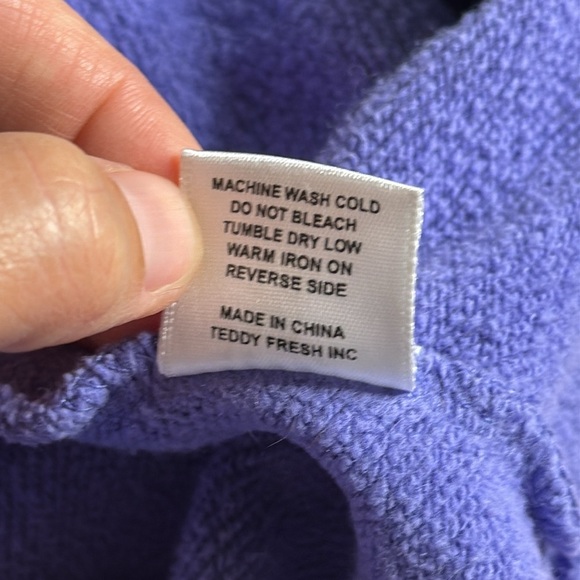 MACHINE WASH COLD
DO NOT BLEACH
TUMBLE DRY LOW
WARM IRON ON
REVERSE SIDE
MADE IN CHINA
TEDDY FRESH INC